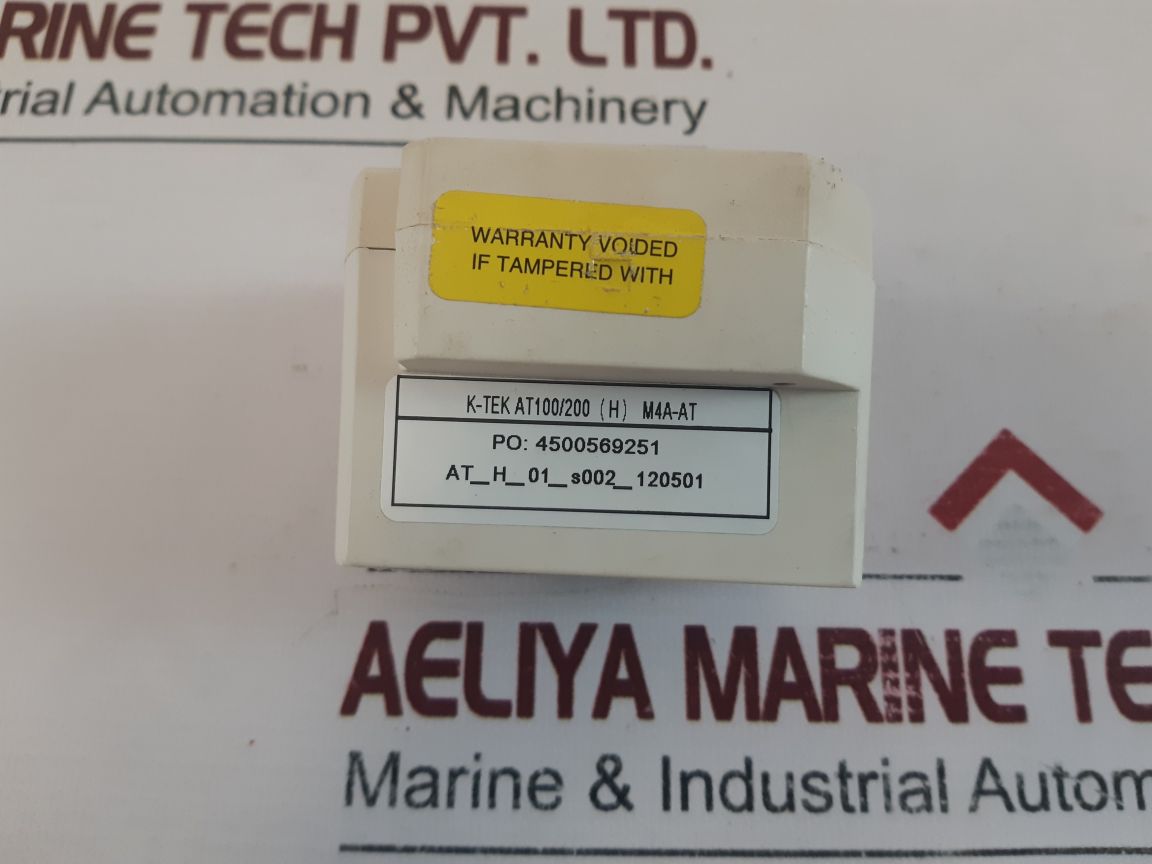 RINE TECH PVT. LTD.
trial Automation & Machinery
WARRANTY VOIDED
IF TAMPERED WITH
K-TEK AT100/200 (H) M4A-AT
PO: 4500569251
AT_H_01_s002_120501
AELIYA MARINE TE
Marine & Industrial Autom